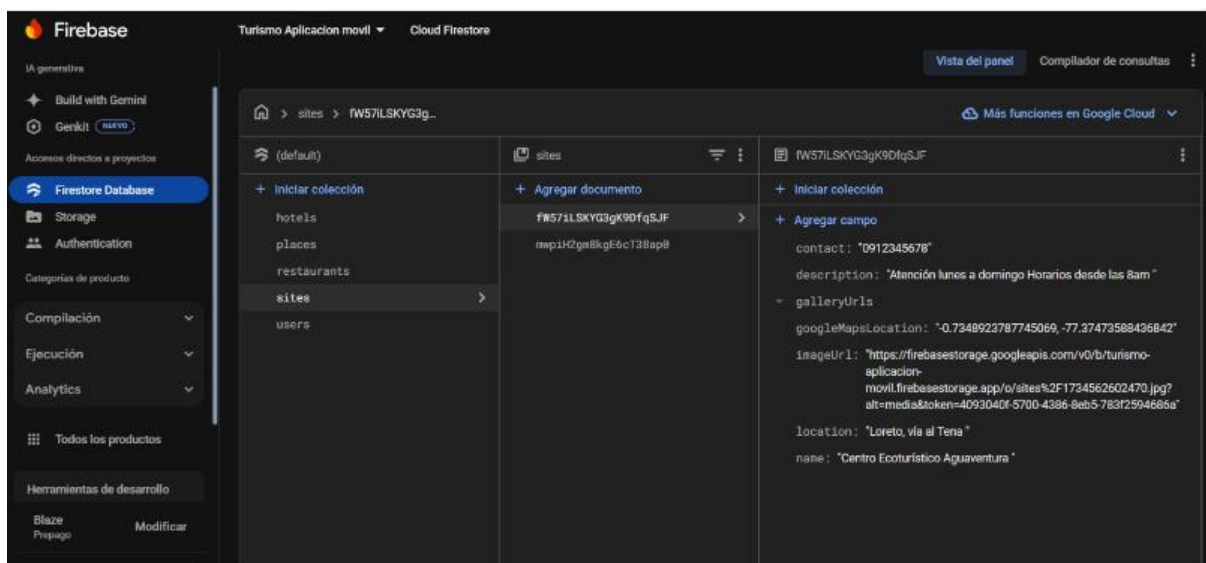 Firebase
Turismo Aplicacion movil
Cloud Firestore
Vista del panel
Compilador de consultas
IA generativa
Build with Gemini
Genkit NUEVO
Accesos directos a proyectos
Firestore Database
Storage
Authentication
Categorías de producto
Compilación
Ejecución
Analytics
Todos los productos
Herramientas de desarrollo
Blaze
Prepago
Modificar
> sites > fW57iLSKYG3g...
Más funciones en Google Cloud
(default)
+ Iniciar colección
hotels
places
restaurants
sites
users
sites
+ Agregar documento
fW57iLSKYG3gK9DfqSJF
mwpiH2gm8kgE6cT38ap0
fW57iLSKYG3gK9DfqSJF
+ Iniciar colección
+ Agregar campo
contact: "0912345678"
description: "Atención lunes a domingo Horarios desde las 8am "
galleryUrls
googleMapsLocation: "-0.7348923787745069,-77.37473588436842"
imageUrl: "https://firebasestorage.googleapis.com/v0/b/turismo-
aplicacion-
movil.firebasestorage.app/o/sites%2F1734562602470.jpg?
alt=media&token=4093040f-5700-4386-8eb5-783f2594686a"
location: "Loreto, vía al Tena "
name: "Centro Ecoturístico Aguaventura "